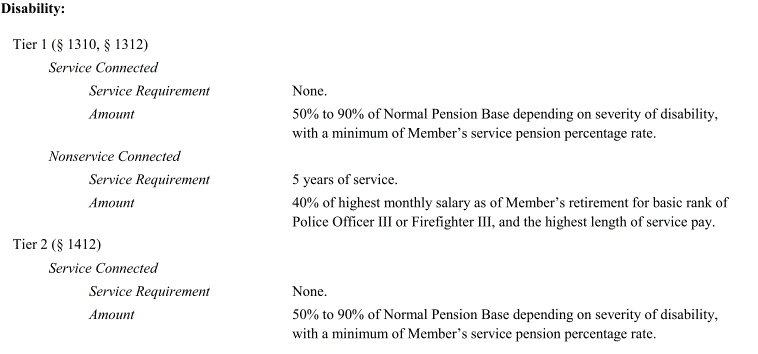 Disability:
Tier 1 (§ 1310, § 1312)
Service Connected
Service Requirement None.
Amount 50% to 90% of Normal Pension Base depending on severity of disability,
with a minimum of Member's service pension percentage rate.
Nonservice Connected
Service Requirement 5 years of service.
Amount 40% of highest monthly salary as of Member's retirement for basic rank of
Police Officer III or Firefighter III, and the highest length of service pay.
Tier 2 (§ 1412)
Service Connected
Service Requirement None.
Amount 50% to 90% of Normal Pension Base depending on severity of disability,
with a minimum of Member's service pension percentage rate.